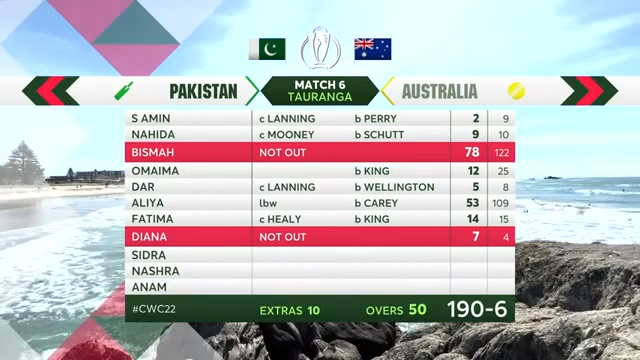 MATCH 6
PAKISTAN TAURANGA AUSTRALIA
S AMIN c LANNING b PERRY 2 9
NAHIDA c MOONEY b SCHUTT 9 10
BISMAH NOT OUT 78 122
OMAIMA b KING 12 25
DAR c LANNING b WELLINGTON 5 8
ALIYA lbw b CAREY 53 109
FATIMA c HEALY b KING 14 15
DIANA NOT OUT 7 4
SIDRA
NASHRA
ANAM
#CWC22 EXTRAS 10 OVERS 50 190-6